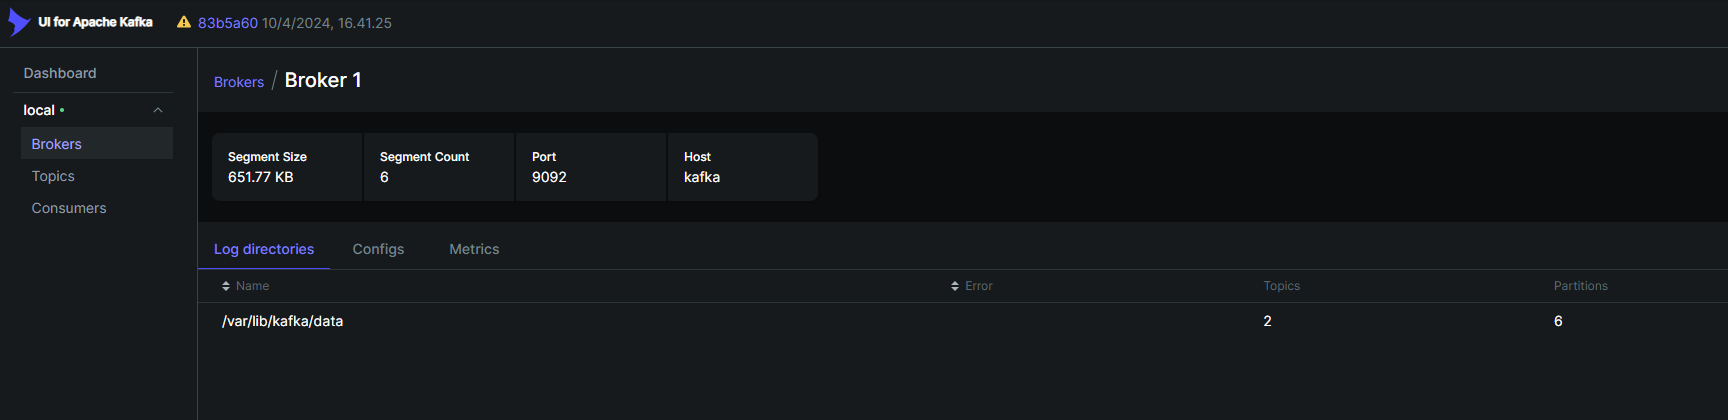 UI for Apache Kafka
83b5a60 10/4/2024, 16.41.25
Dashboard
local
Brokers
Topics
Consumers
Brokers / Broker 1
Segment Size
651.77 KB
Segment Count
6
Port
9092
Host
kafka
Log directories Configs Metrics
Name Error Topics Partitions
/var/lib/kafka/data 2 6